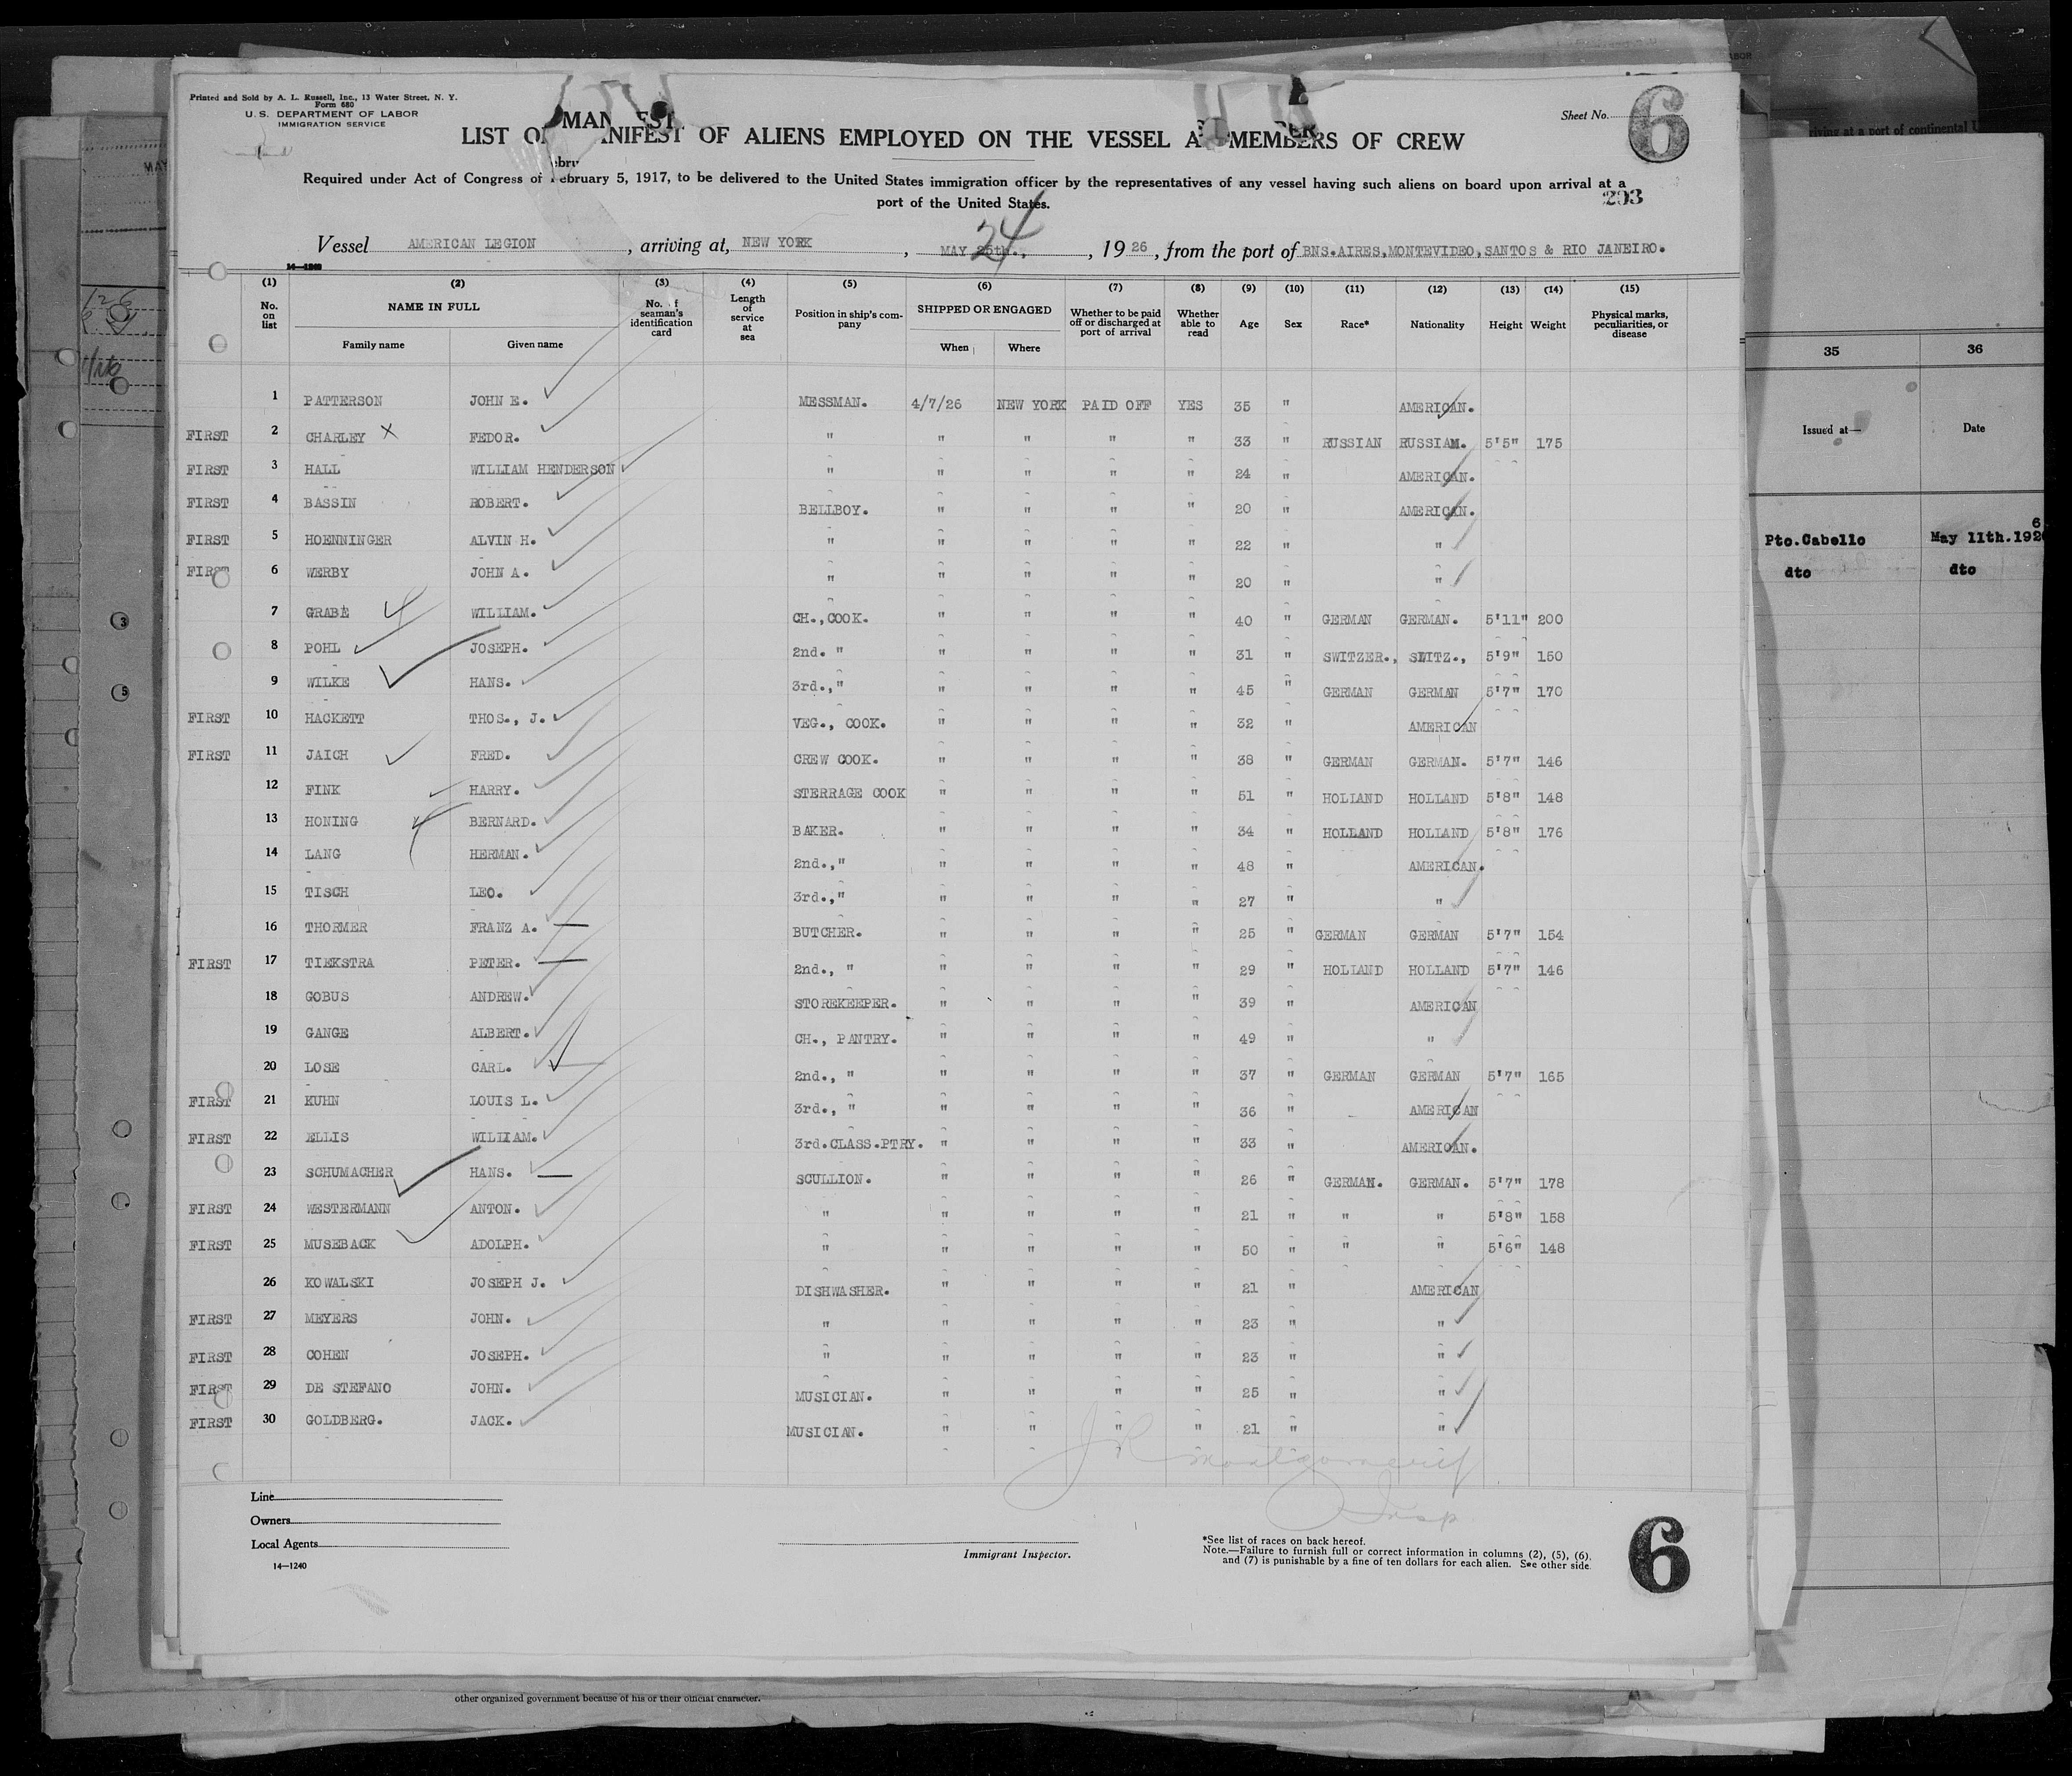 Printed and Sold by A. L. Russell, Inc., 13 Water Street, N. Y.
Form 680
U. S. DEPARTMENT OF LABOR
IMMIGRATION SERVICE
Sheet No. 6
LIST OR MANIFEST OF ALIENS EMPLOYED ON THE VESSEL AS MEMBERS OF CREW
Required under Act of Congress of February 5, 1917, to be delivered to the United States immigration officer by the representatives of any vessel having such aliens on board upon arrival at a
port of the United States.
203
Vessel AMERICAN LEGION, arriving at, NEW YORK, MAY 25th., 24, 1926, from the port of BNS.AIRES,MONTEVIDEO,SANTOS & RIO JANEIRO.
14—1240
(1) (2) (3) (4) (5) (6) (7) (8) (9) (10) (11) (12) (13) (14) (15)
No. on list NAME IN FULL Family name Given name No. of seaman's identification card Length of service at sea Position in ship's company SHIPPED OR ENGAGED When Where Whether to be paid off or discharged at port of arrival Whether able to read Age Sex Race* Nationality Height Weight Physical marks, peculiarities, or disease
1 PATTERSON JOHN E. MESSMAN. 4/7/26 NEW YORK PAID OFF YES 35 " AMERICAN.
FIRST 2 CHARLEY X FEDOR. " " " " " 33 " RUSSIAN RUSSIAN. 5'5" 175
FIRST 3 HALL WILLIAM HENDERSON " " " " " 24 " AMERICAN.
FIRST 4 BASSIN ROBERT. BELLBOY. " " " " 20 " AMERICAN.
FIRST 5 HOENNINGER ALVIN H. " " " " " 22 " "
FIRST 6 WERBY JOHN A. " " " " " 20 " "
7 GRABE WILLIAM. CH.,COOK. " " " " 40 " GERMAN GERMAN. 5'11" 200
8 POHL JOSEPH. 2nd. " " " " " 31 " SWITZER., SWITZ., 5'9" 150
9 WILKE HANS. 3rd.," " " " " 45 " GERMAN GERMAN 5'7" 170
FIRST 10 HACKETT THOS., J. VEG., COOK. " " " " 32 " AMERICAN
FIRST 11 JAICH FRED. CREW COOK. " " " " 38 " GERMAN GERMAN. 5'7" 146
12 FINK HARRY. STERRAGE COOK " " " " 51 " HOLLAND HOLLAND 5'8" 148
13 HONING BERNARD. BAKER. " " " " 34 " HOLLAND HOLLAND 5'8" 176
14 LANG HERMAN. 2nd.," " " " " 48 " AMERICAN.
15 TISCH LEO. 3rd.," " " " " 27 " "
16 THORMER FRANZ A. BUTCHER. " " " " 25 " GERMAN GERMAN 5'7" 154
FIRST 17 TIEKSTRA PETER. 2nd., " " " " " 29 " HOLLAND HOLLAND 5'7" 146
18 GOBUS ANDREW. STOREKEEPER. " " " " 39 " AMERICAN
19 GANGE ALBERT. CH., PANTRY. " " " " 49 " "
20 LOSE CARL. 2nd., " " " " " 37 " GERMAN GERMAN 5'7" 165
FIRST 21 KUHN LOUIS L. 3rd., " " " " " 36 " AMERICAN
FIRST 22 ELLIS WILLIAM. 3rd.CLASS.PTRY. " " " " 33 " AMERICAN.
23 SCHUMACHER HANS. SCULLION. " " " " 26 " GERMAN. GERMAN. 5'7" 178
FIRST 24 WESTERMANN ANTON. " " " " " 21 " " " 5'8" 158
FIRST 25 MUSEBACK ADOLPH. " " " " " 50 " " " 5'6" 148
26 KOWALSKI JOSEPH J. DISHWASHER. " " " " 21 " AMERICAN
FIRST 27 MEYERS JOHN. " " " " " 23 " "
FIRST 28 COHEN JOSEPH. " " " " " 23 " "
FIRST 29 DE STEFANO JOHN. MUSICIAN. " " " " 25 " "
FIRST 30 GOLDBERG. JACK. MUSICIAN. " " " " 21 " "
JR Montgomery
Insp
Line
Owners
Local Agents
14—1240
Immigrant Inspector.
*See list of races on back hereof.
Note.—Failure to furnish full or correct information in columns (2), (5), (6),
and (7) is punishable by a fine of ten dollars for each alien. See other side.
6
35 36
Issued at— Date
Pto.Cabello May 11th.1926
dto dto
other organized government because of his or their official character.